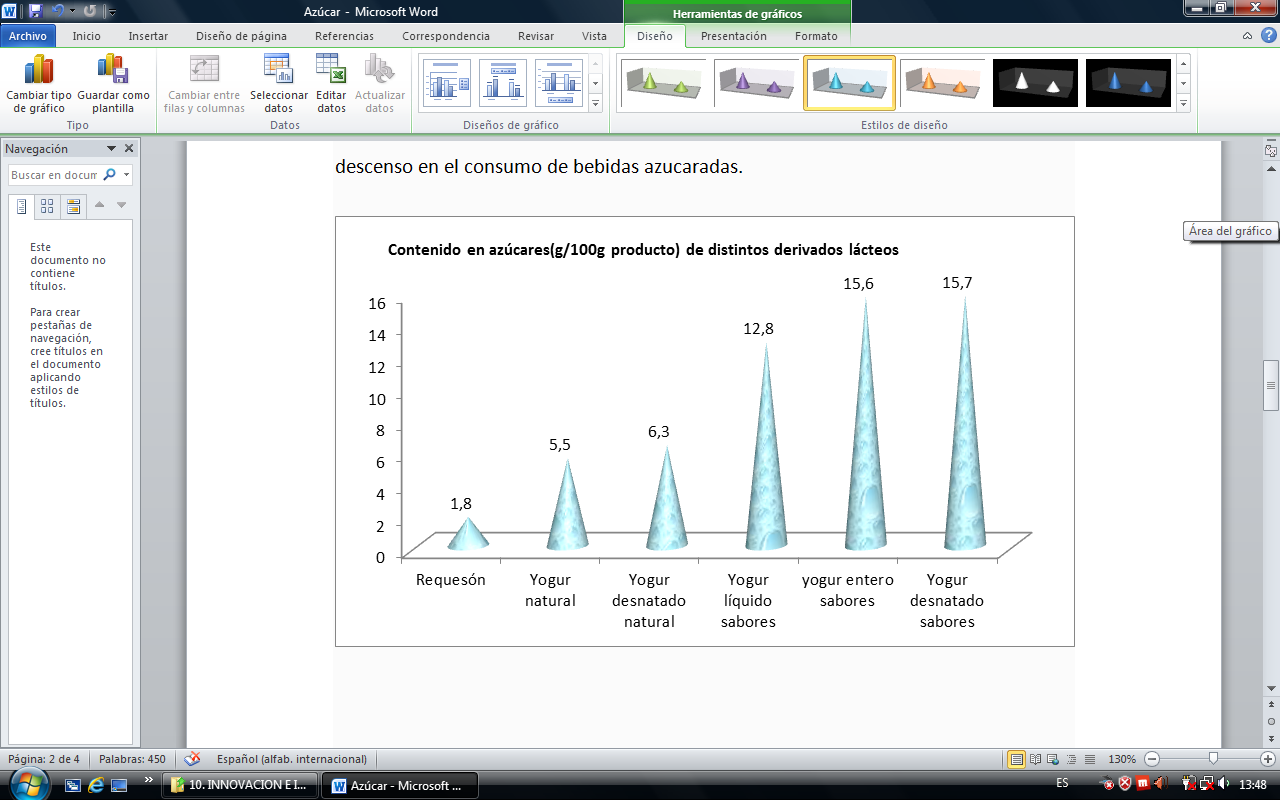 Azúcar - Microsoft Word
Herramientas de gráficos
Archivo Inicio Insertar Diseño de página Referencias Correspondencia Revisar Vista Diseño Presentación Formato
Cambiar tipo de gráfico
Guardar como plantilla
Cambiar entre filas y columnas
Seleccionar datos
Editar datos
Actualizar datos
Tipo Datos Diseños de gráfico Estilos de diseño
Navegación
Buscar en docum
Este
documento no
contiene
títulos.
Para crear
pestañas de
navegación,
cree títulos en
el documento
aplicando
estilos de
títulos.
descenso en el consumo de bebidas azucaradas.
Área del gráfico
Contenido en azúcares(g/100g producto) de distintos derivados lácteos
16
14
12
10
8
6
4
2
0
1,8
5,5
6,3
12,8
15,6
15,7
Requesón
Yogur
natural
Yogur
desnatado
natural
Yogur
líquido
sabores
yogur entero
sabores
Yogur
desnatado
sabores
Página: 2 de 4 Palabras: 450 Español (alfab. internacional) 130%
10. INNOVACION E I... Azúcar - Microsoft ... ES 13:48